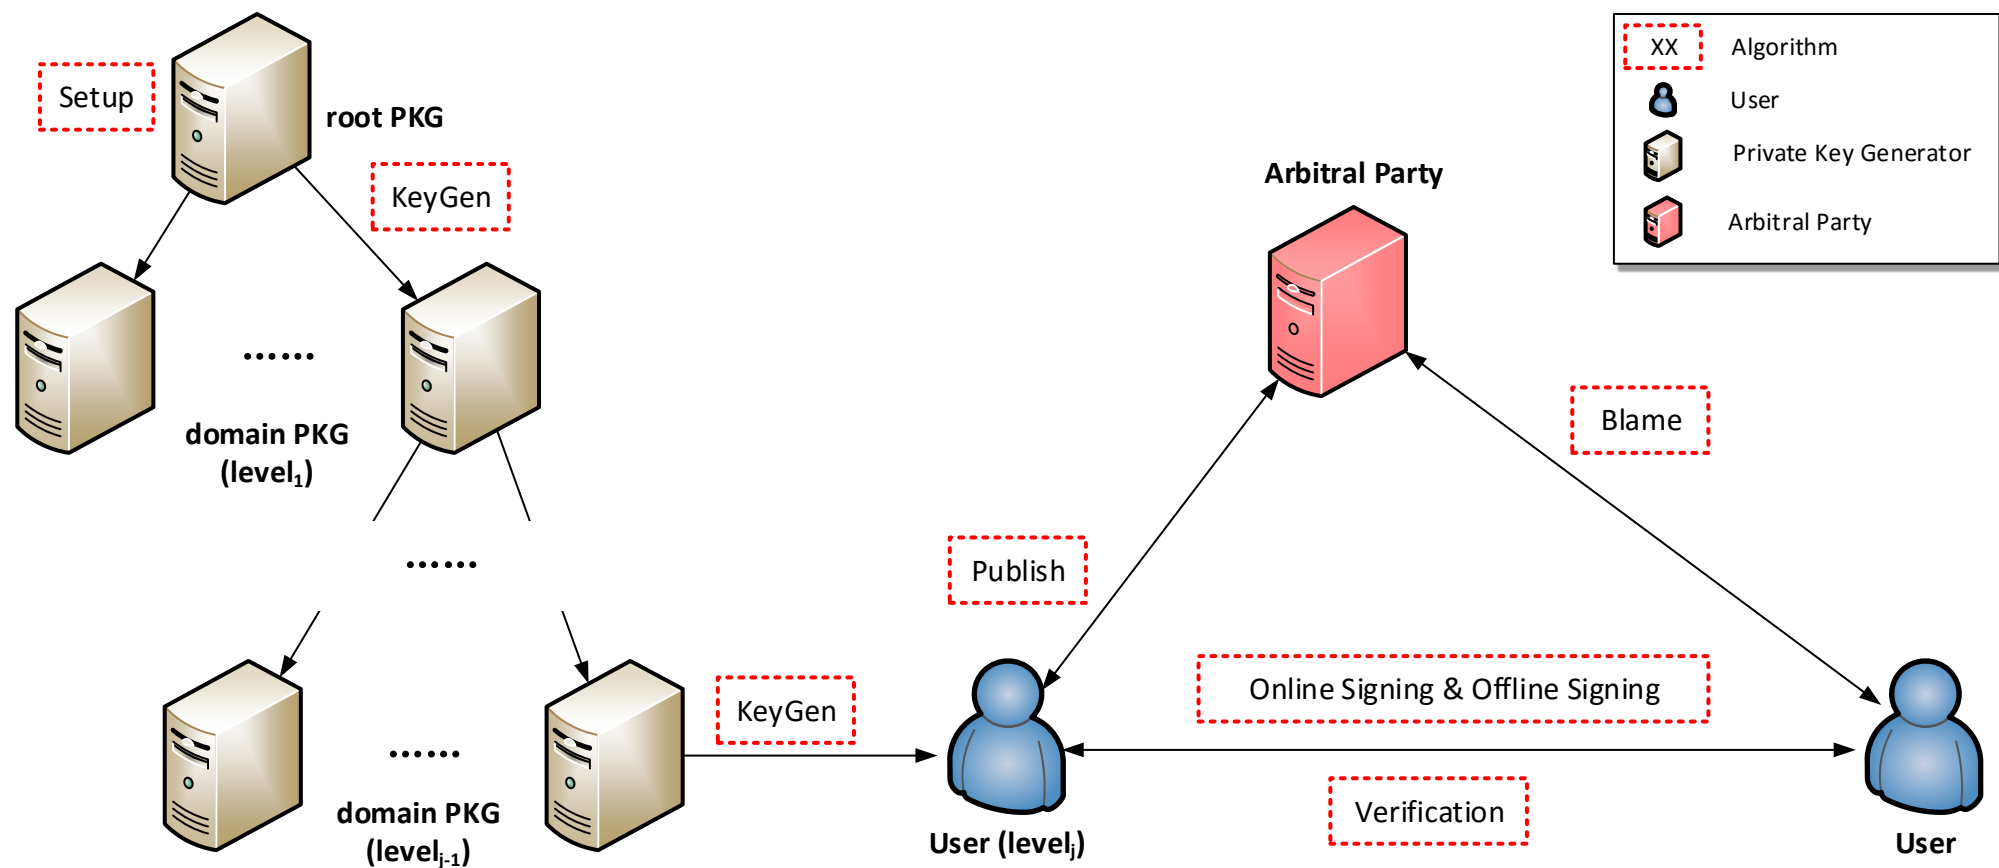 Setup
root PKG
KeyGen
......
domain PKG
(level₁)
......
......
domain PKG
(levelⱼ₋₁)
KeyGen
User (levelⱼ)
Publish
Arbitral Party
Blame
Online Signing & Offline Signing
Verification
User
XX Algorithm
User
Private Key Generator
Arbitral Party